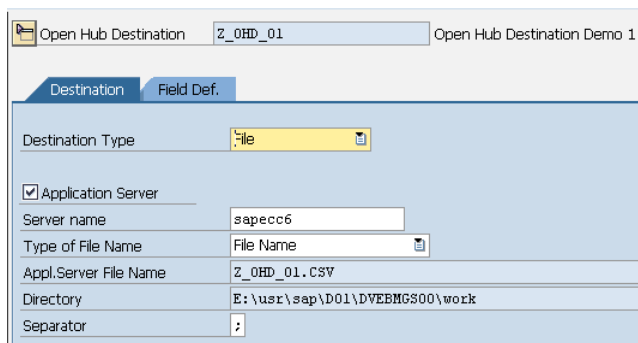 Open Hub Destination Z_OHD_01 Open Hub Destination Demo 1
Destination Field Def.
Destination Type File
Application Server
Server name sapecc6
Type of File Name File Name
Appl.Server File Name Z_OHD_01.CSV
Directory E:\usr\sap\D01\DVEBMGS00\work
Separator ;